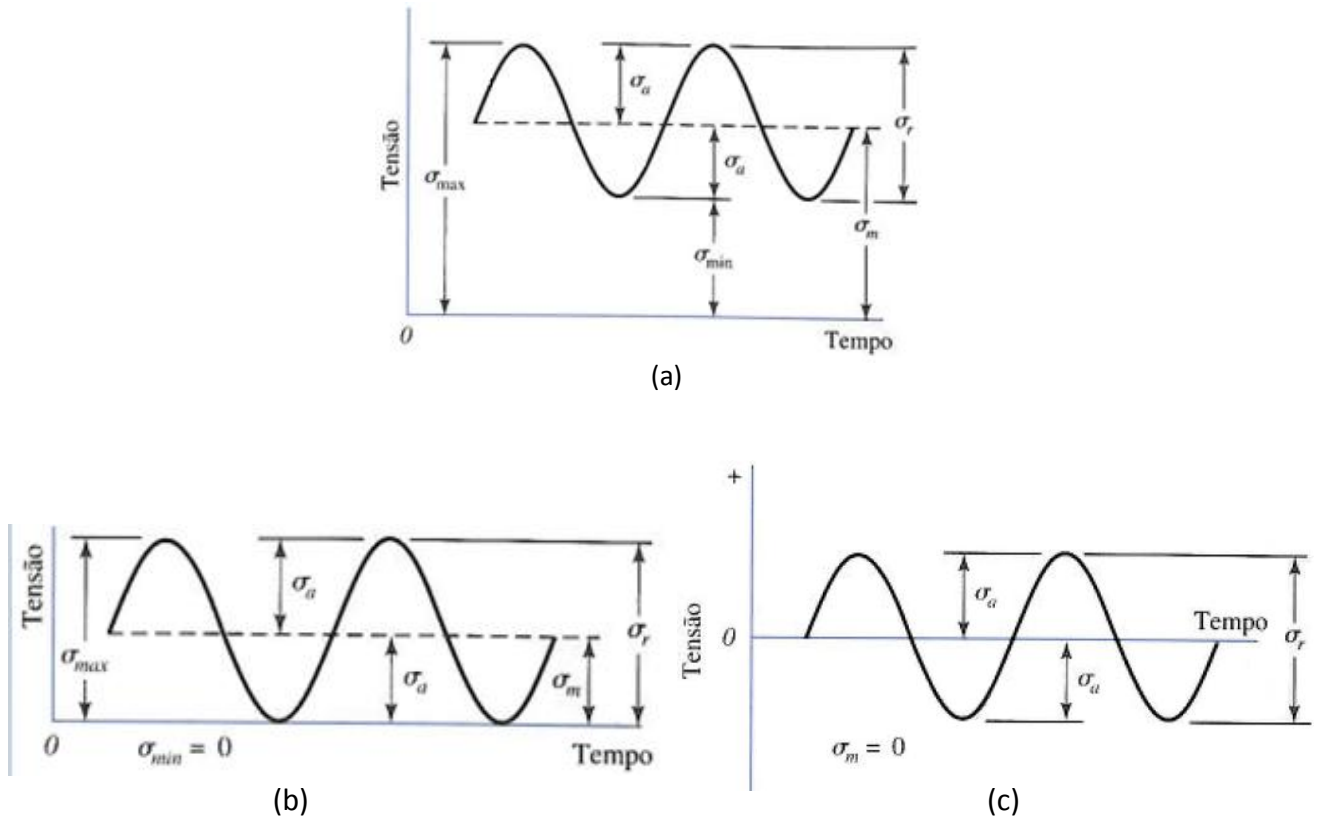 σa
σr
Tensão
σa
σmax
σm
σmin
0
Tempo
(a)
+
Tensão
σa
σa
Tensão
Tempo
σr
0
σr
σmax
σa
σm
σa
0
σmin = 0
Tempo
σm = 0
(b)
(c)